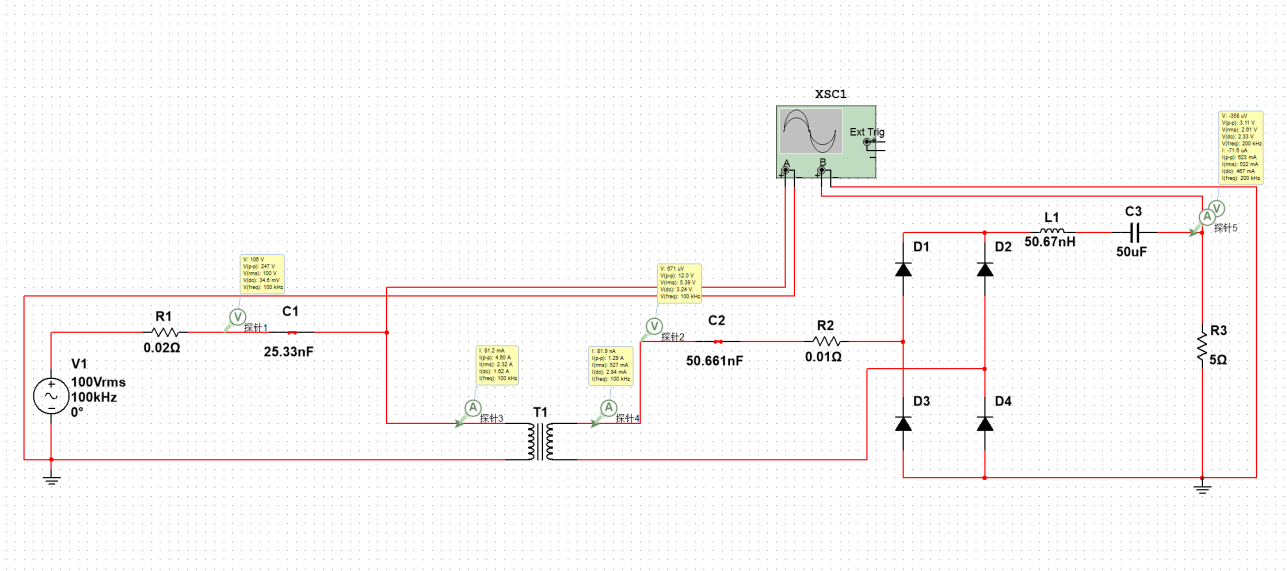 XSC1
Ext Trig
A
B
V: -358 uV
V(p-p): 3.11 V
V(rms): 2.61 V
V(dc): 2.33 V
V(freq): 200 kHz
I: -71.6 uA
I(p-p): 623 mA
I(rms): 522 mA
I(dc): 467 mA
I(freq): 200 kHz
A
V
探针5
L1
50.67nH
C3
50uF
D1
D2
V: 106 V
V(p-p): 247 V
V(rms): 100 V
V(dc): 34.6 mV
V(freq): 100 kHz
V
探针1
R1
0.02Ω
C1
25.33nF
V: 671 uV
V(p-p): 12.0 V
V(rms): 5.39 V
V(dc): 3.24 V
V(freq): 100 kHz
V
探针2
C2
50.661nF
R2
0.01Ω
R3
5Ω
V1
100Vrms
100kHz
0°
I: 81.2 mA
I(p-p): 4.60 A
I(rms): 2.32 A
I(dc): 1.62 A
I(freq): 100 kHz
A
探针3
I: 81.9 nA
I(p-p): 1.29 A
I(rms): 527 mA
I(dc): 2.84 mA
I(freq): 100 kHz
A
探针4
T1
D3
D4